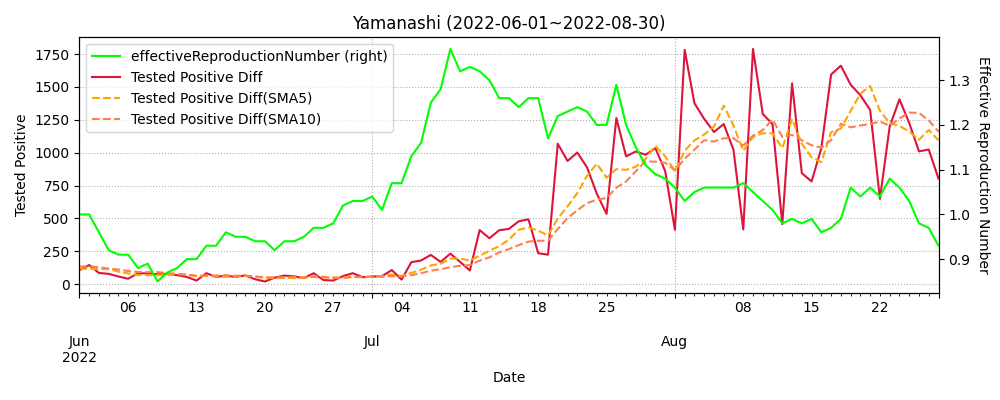 Yamanashi (2022-06-01~2022-08-30)
effectiveReproductionNumber (right)
Tested Positive Diff
Tested Positive Diff(SMA5)
Tested Positive Diff(SMA10)
Tested Positive
1750
1500
1250
1000
750
500
250
0
1.3
1.2
1.1
1.0
0.9
Effective Reproduction Number
06 13 20 27 04 11 18 25 08 15 22
Jun Jul Aug
2022
Date